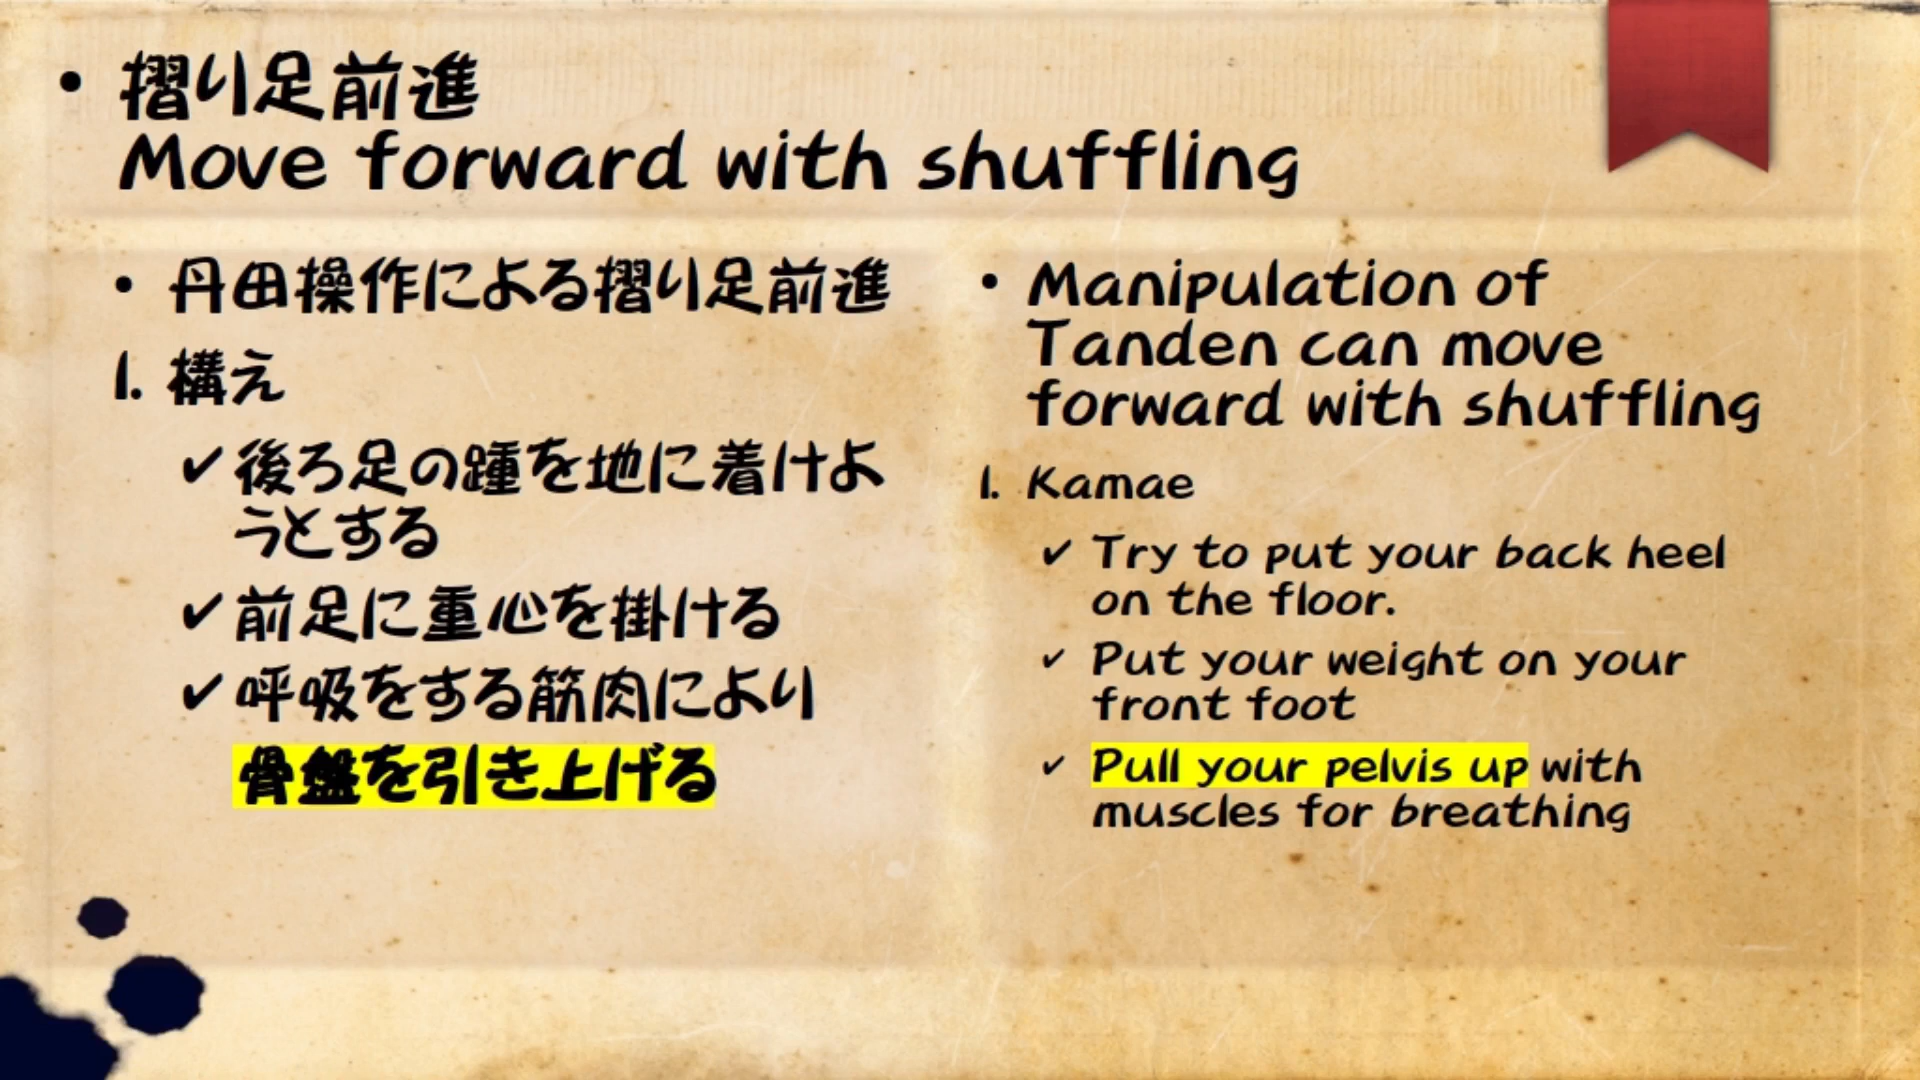 • 摺り足前進
Move forward with shuffling
• 丹田操作による摺り足前進
1. 構え
✔ 後ろ足の踵を地に着けよ
うとする
✔ 前足に重心を掛ける
✔ 呼吸をする筋肉により
骨盤を引き上げる
• Manipulation of
Tanden can move
forward with shuffling
1. Kamae
✔ Try to put your back heel
on the floor.
✔ Put your weight on your
front foot
✔ Pull your pelvis up with
muscles for breathing